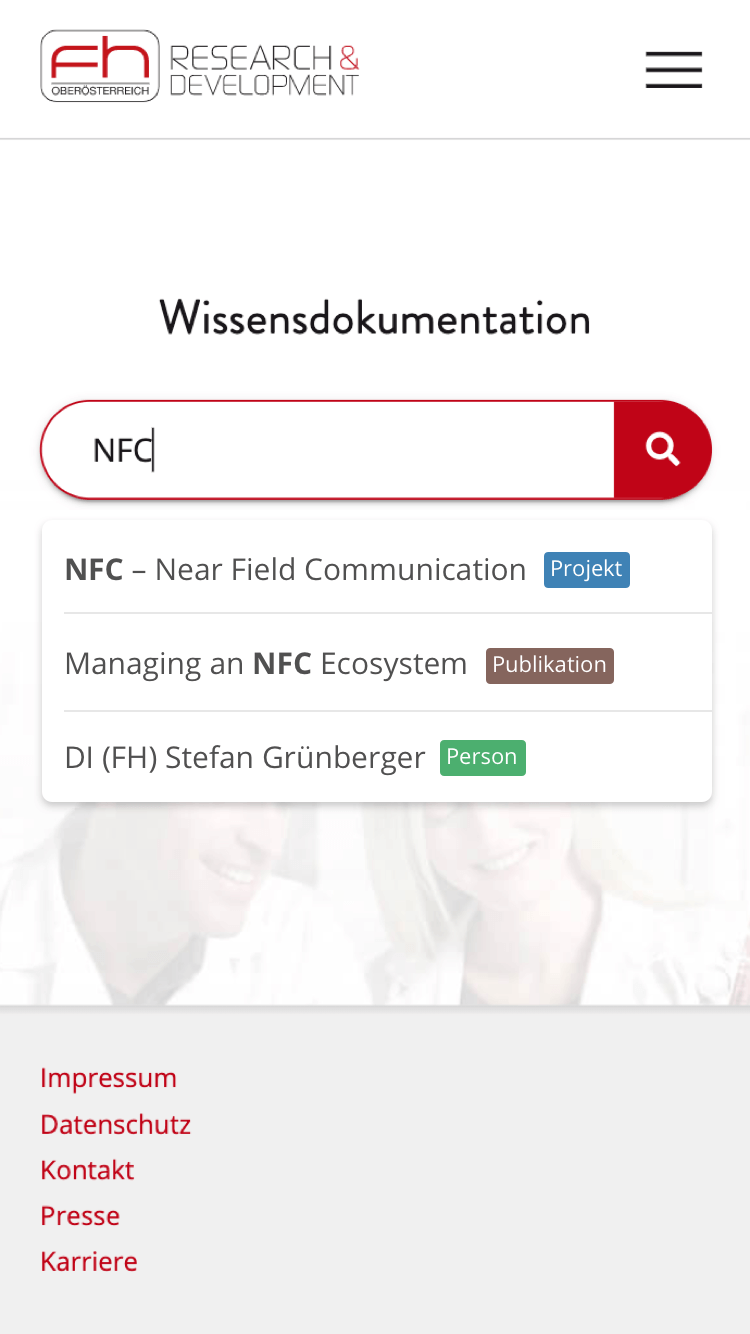 fh
OBERÖSTERREICH
RESEARCH &
DEVELOPMENT
Wissensdokumentation
NFC
NFC – Near Field Communication Projekt
Managing an NFC Ecosystem Publikation
DI (FH) Stefan Grünberger Person
Impressum
Datenschutz
Kontakt
Presse
Karriere